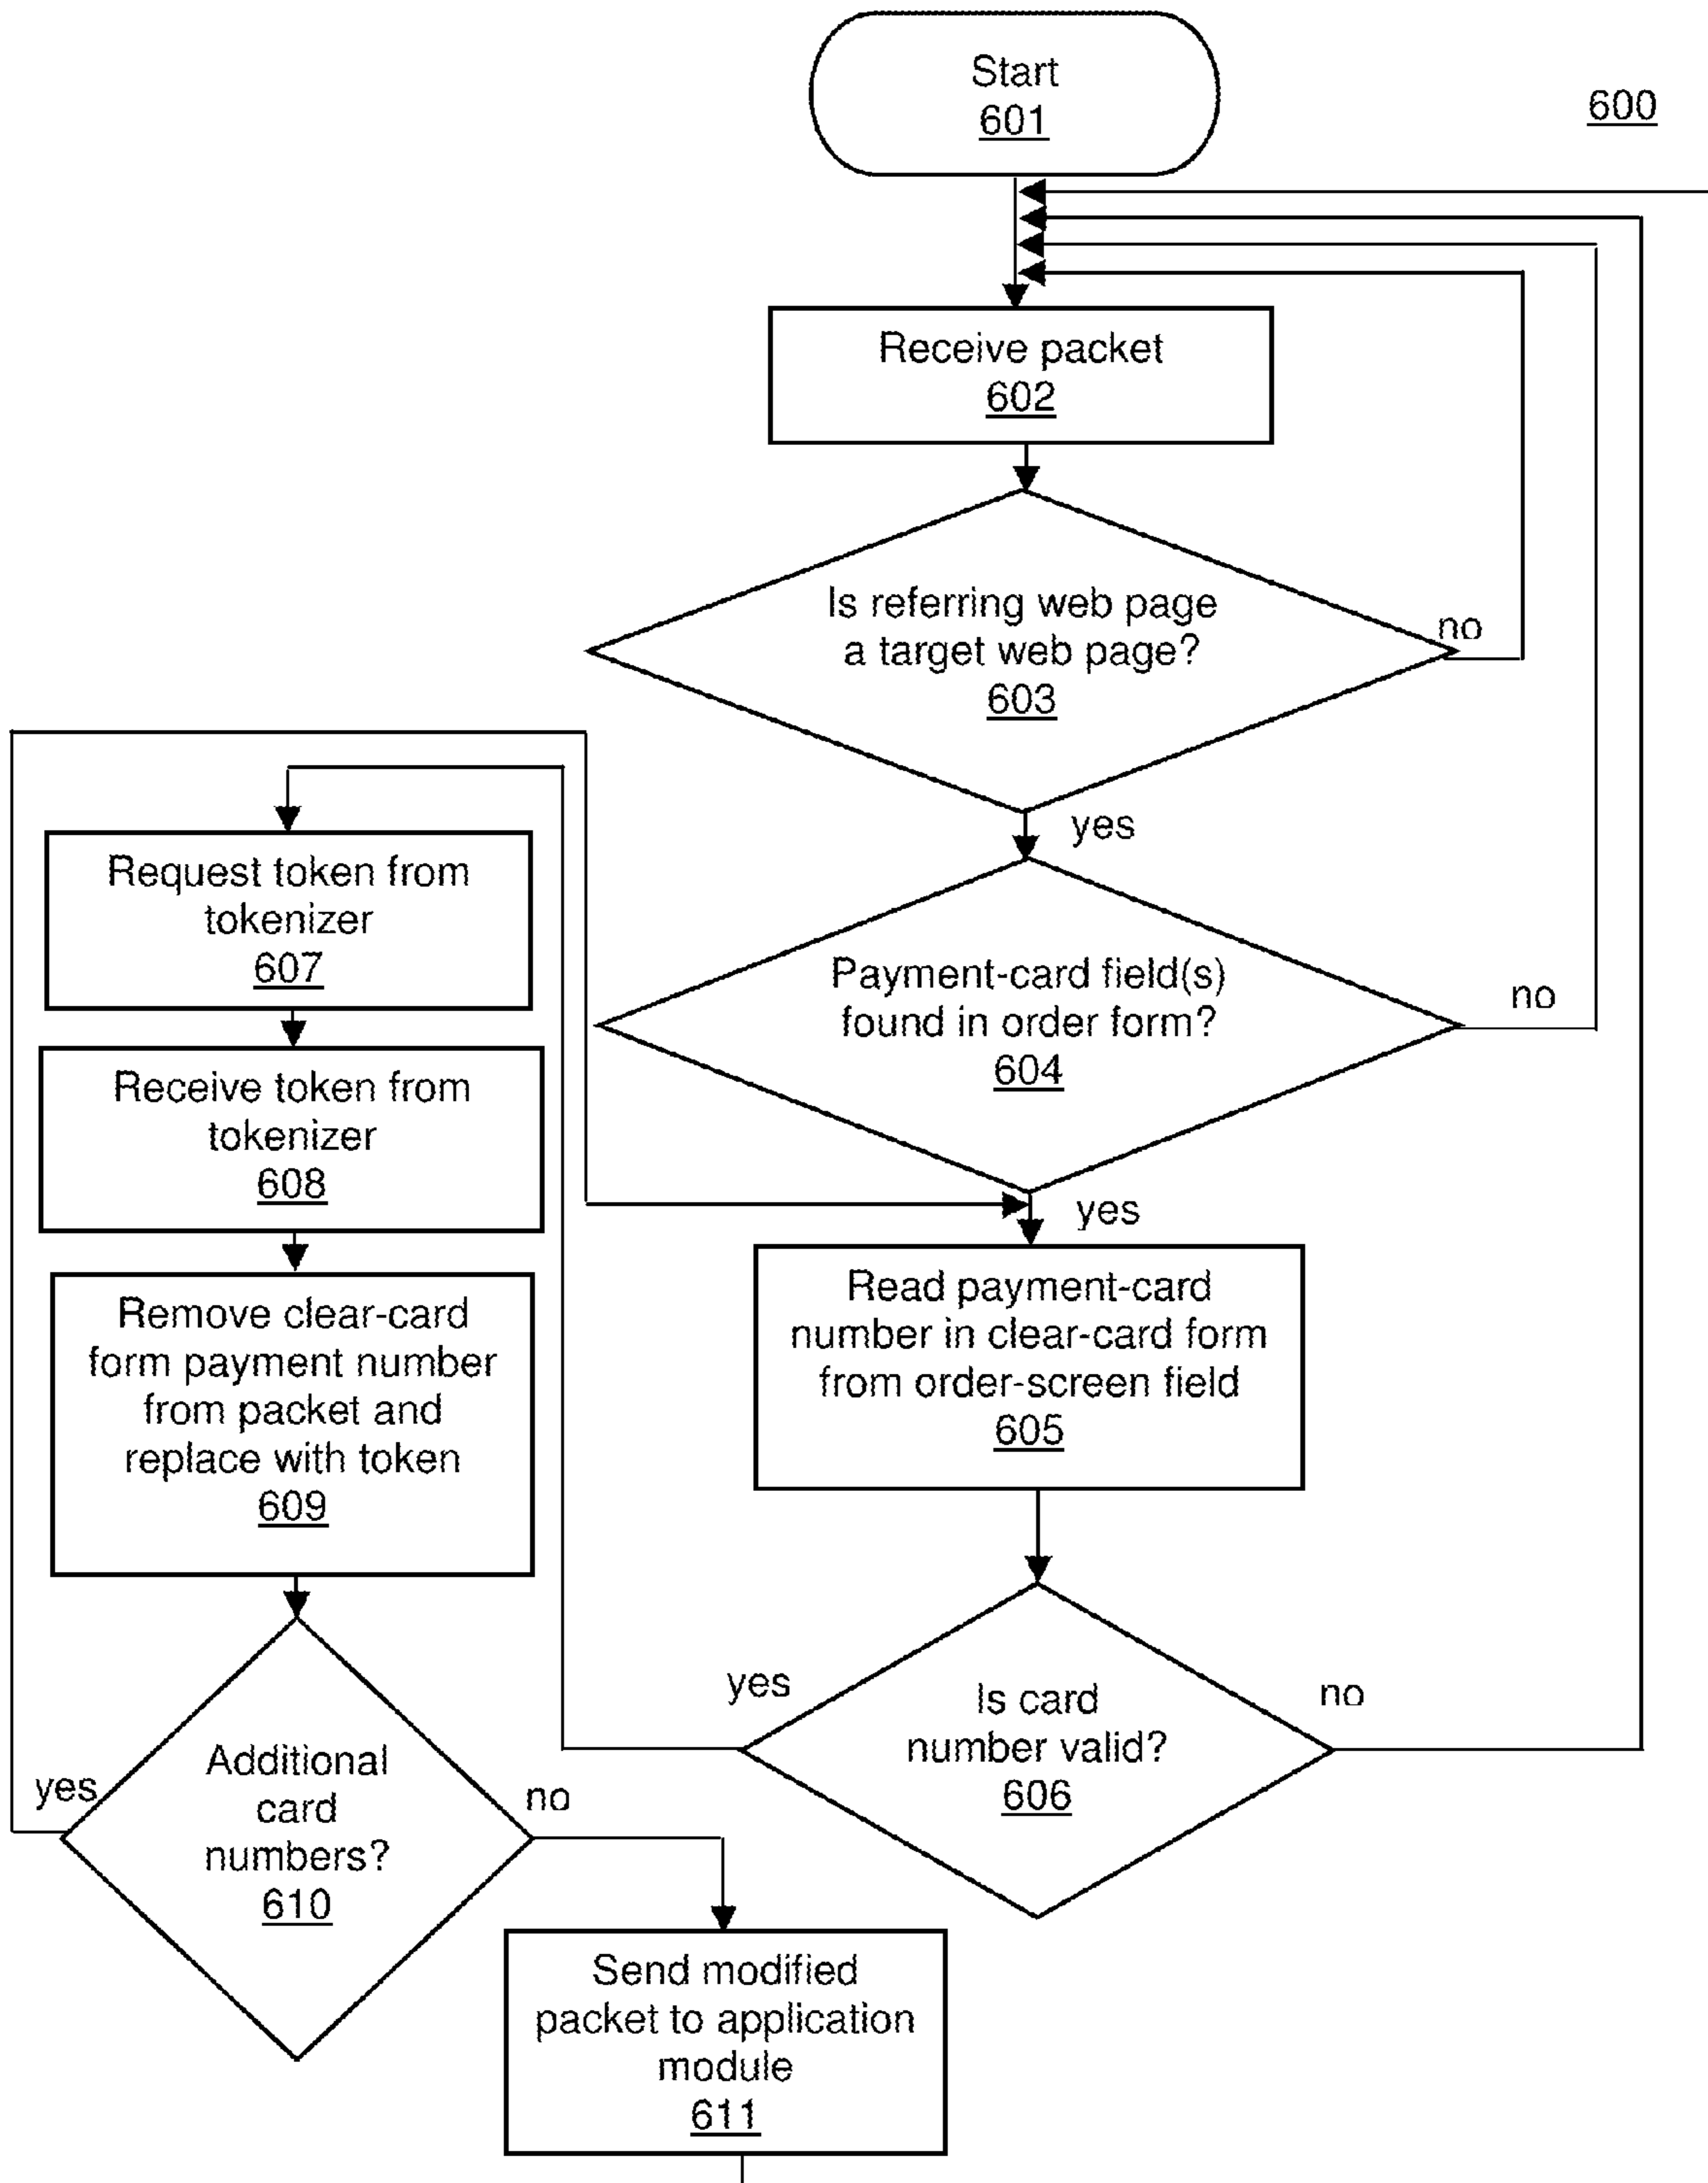 Start
601
600
Receive packet
602
Is referring web page
a target web page?
603
no
yes
Payment-card field(s)
found in order form?
604
no
yes
Read payment-card
number in clear-card form
from order-screen field
605
Is card
number valid?
606
yes
no
Request token from
tokenizer
607
Receive token from
tokenizer
608
Remove clear-card
form payment number
from packet and
replace with token
609
Additional
card
numbers?
610
yes
no
Send modified
packet to application
module
611